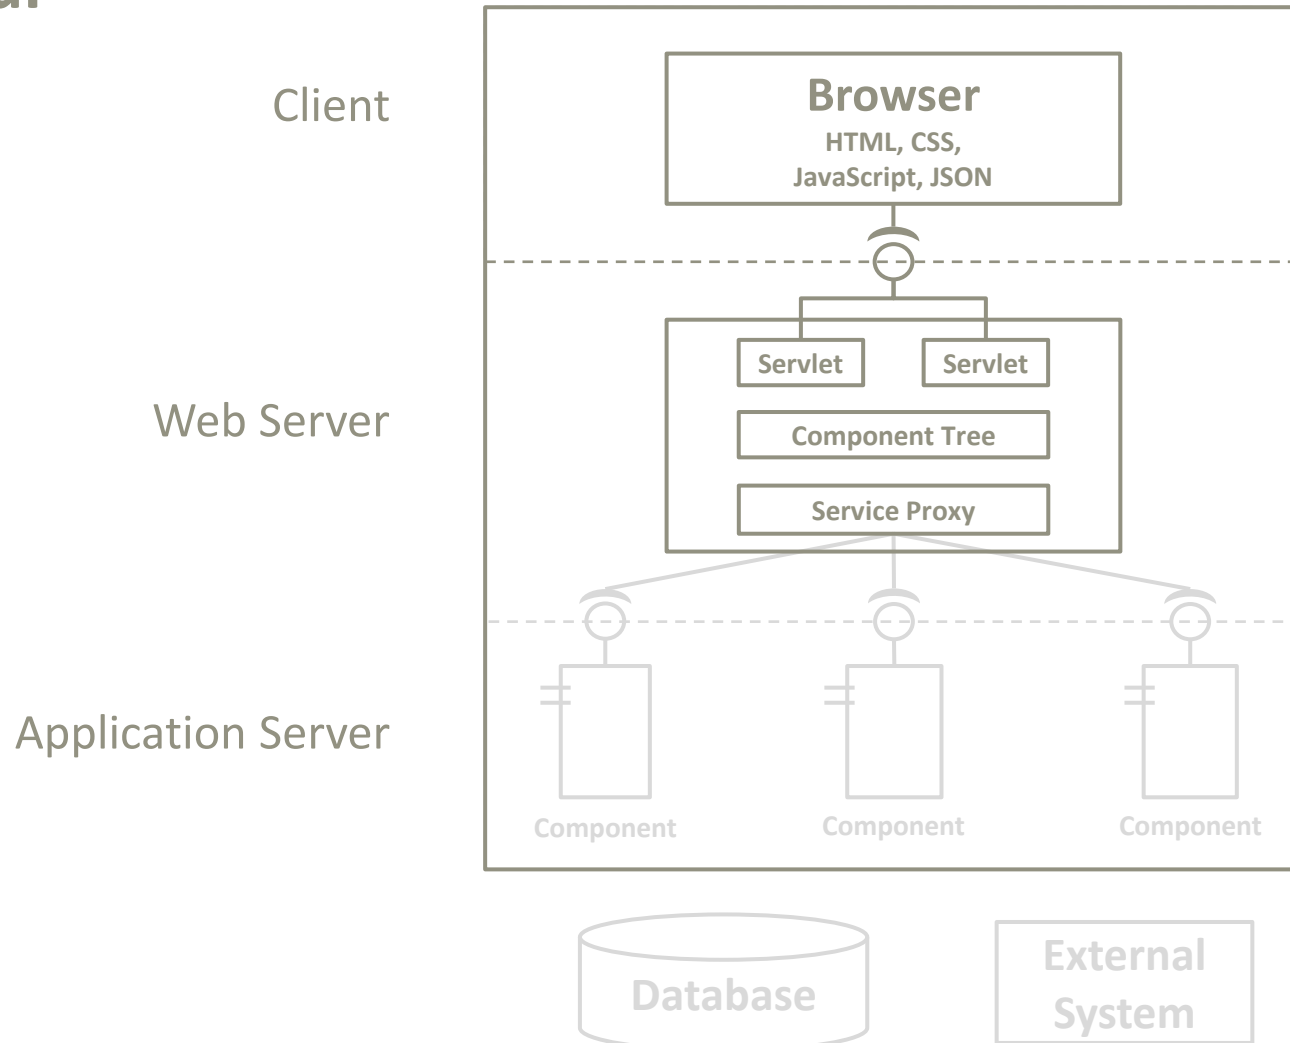 Client
Browser
HTML, CSS,
JavaScript, JSON
Web Server
Servlet
Servlet
Component Tree
Service Proxy
Application Server
Component
Component
Component
Database
External
System